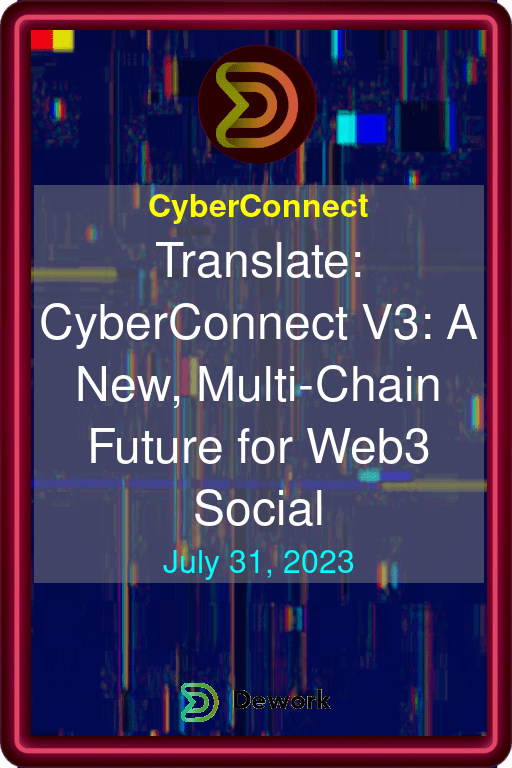 CyberConnect
Translate:
CyberConnect V3: A
New, Multi-Chain
Future for Web3
Social
July 31, 2023
Dework